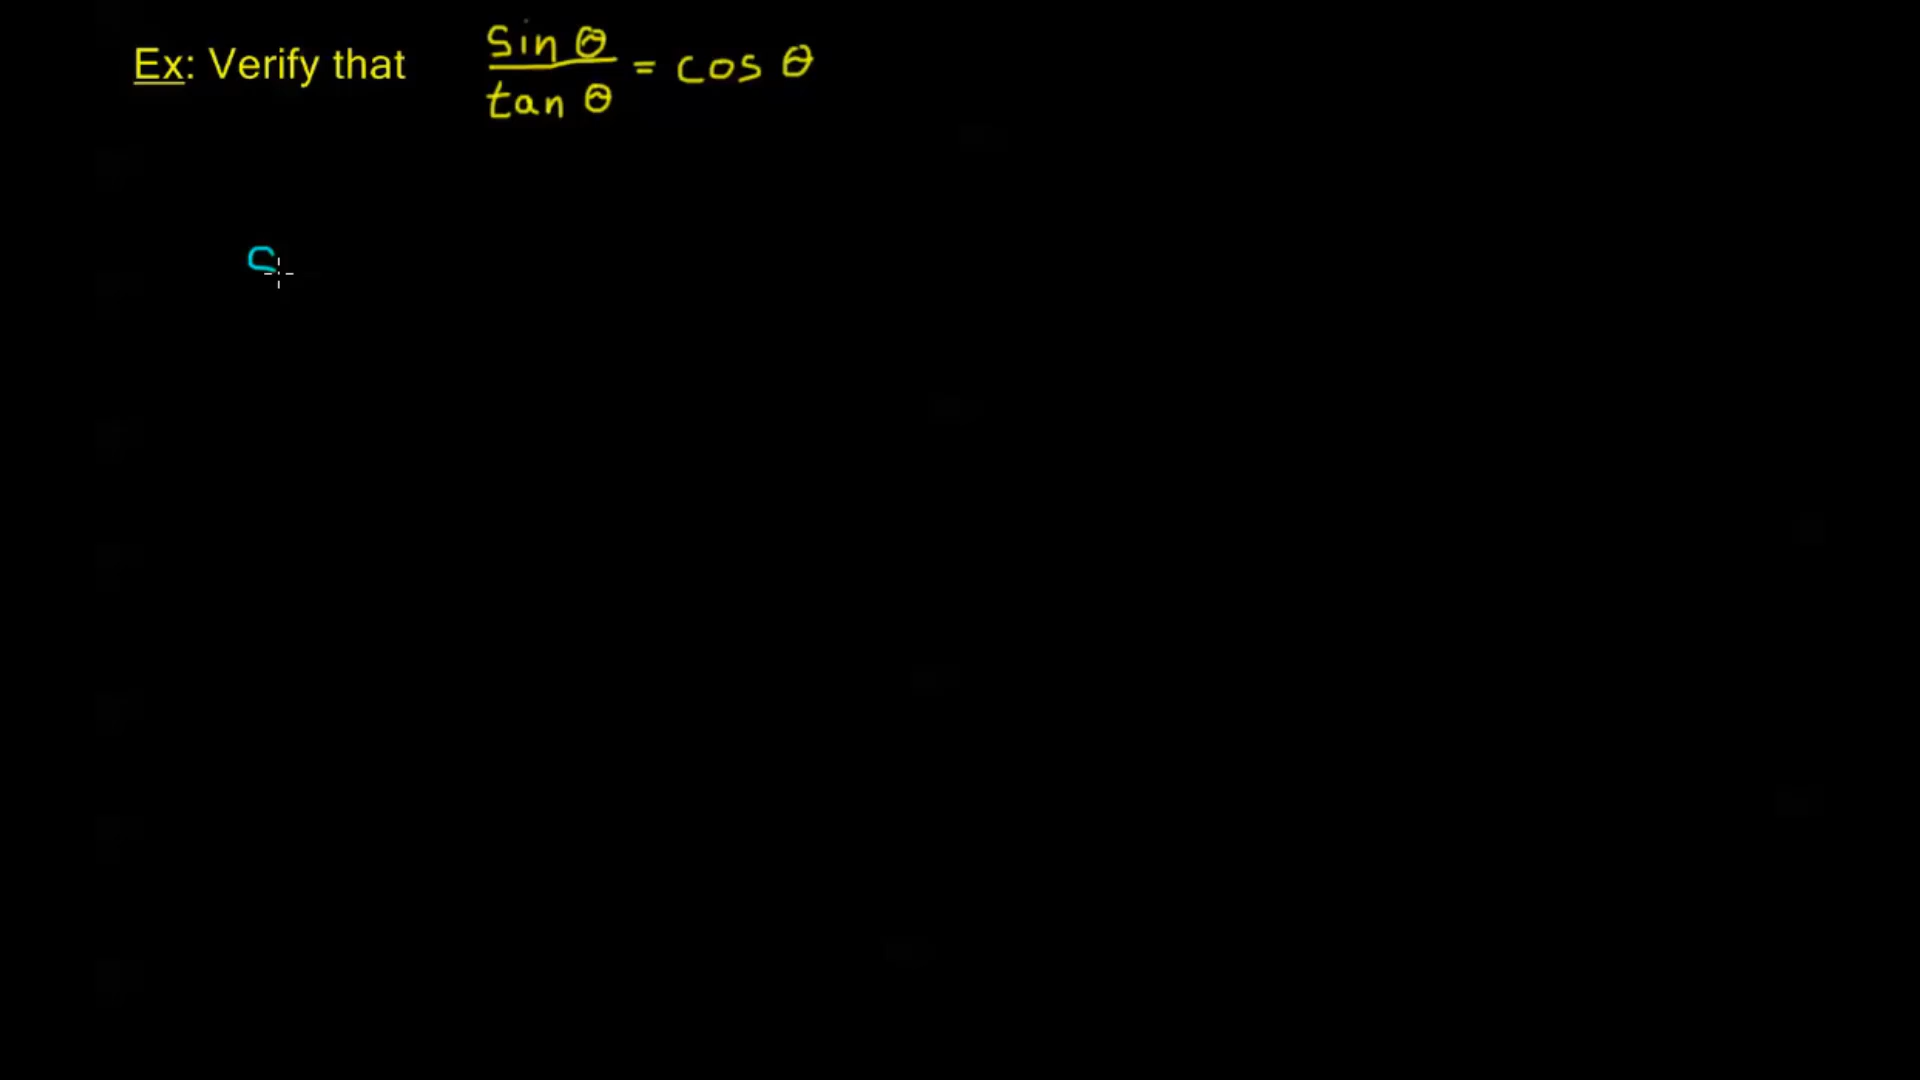 Ex: Verify that sin θ / tan θ = cos θ
S